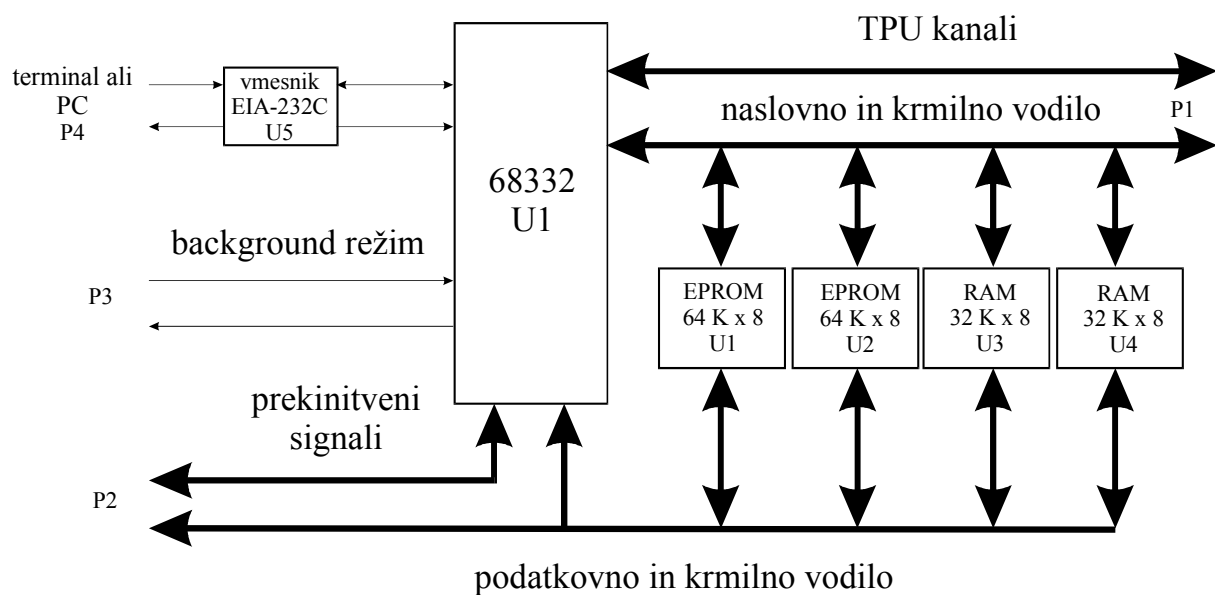 TPU kanali
terminal ali
PC
P4
vmesnik
EIA-232C
U5
naslovno in krmilno vodilo
P1
68332
U1
background režim
P3
EPROM
64 K x 8
U1
EPROM
64 K x 8
U2
RAM
32 K x 8
U3
RAM
32 K x 8
U4
prekinitveni
signali
P2
podatkovno in krmilno vodilo